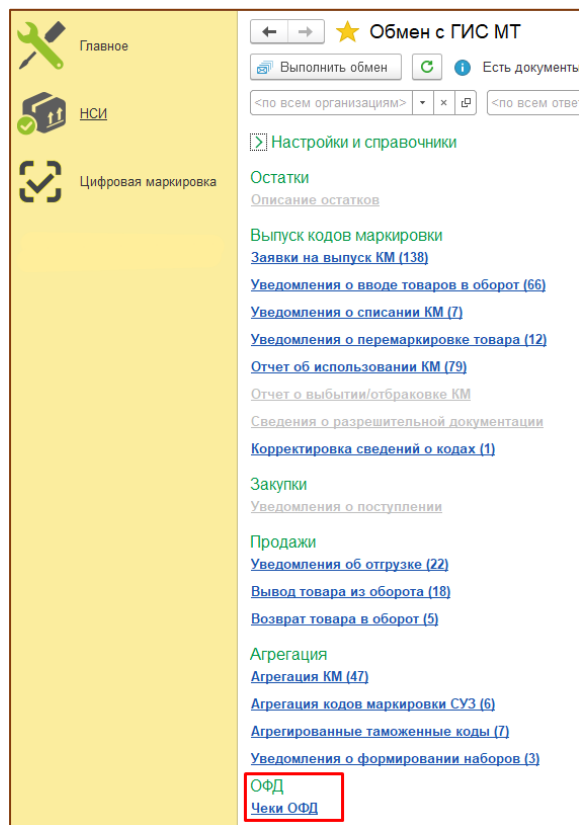 Главное
НСИ
Цифровая маркировка
Обмен с ГИС МТ
Выполнить обмен
Есть документы
<по всем организациям>
<по всем отве
Настройки и справочники
Остатки
Описание остатков
Выпуск кодов маркировки
Заявки на выпуск КМ (138)
Уведомления о вводе товаров в оборот (66)
Уведомления о списании КМ (7)
Уведомления о перемаркировке товара (12)
Отчет об использовании КМ (79)
Отчет о выбытии/отбраковке КМ
Сведения о разрешительной документации
Корректировка сведений о кодах (1)
Закупки
Уведомления о поступлении
Продажи
Уведомления об отгрузке (22)
Вывод товара из оборота (18)
Возврат товара в оборот (5)
Агрегация
Агрегация КМ (47)
Агрегация кодов маркировки СУЗ (6)
Агрегированные таможенные коды (7)
Уведомления о формировании наборов (3)
ОФД
Чеки ОФД